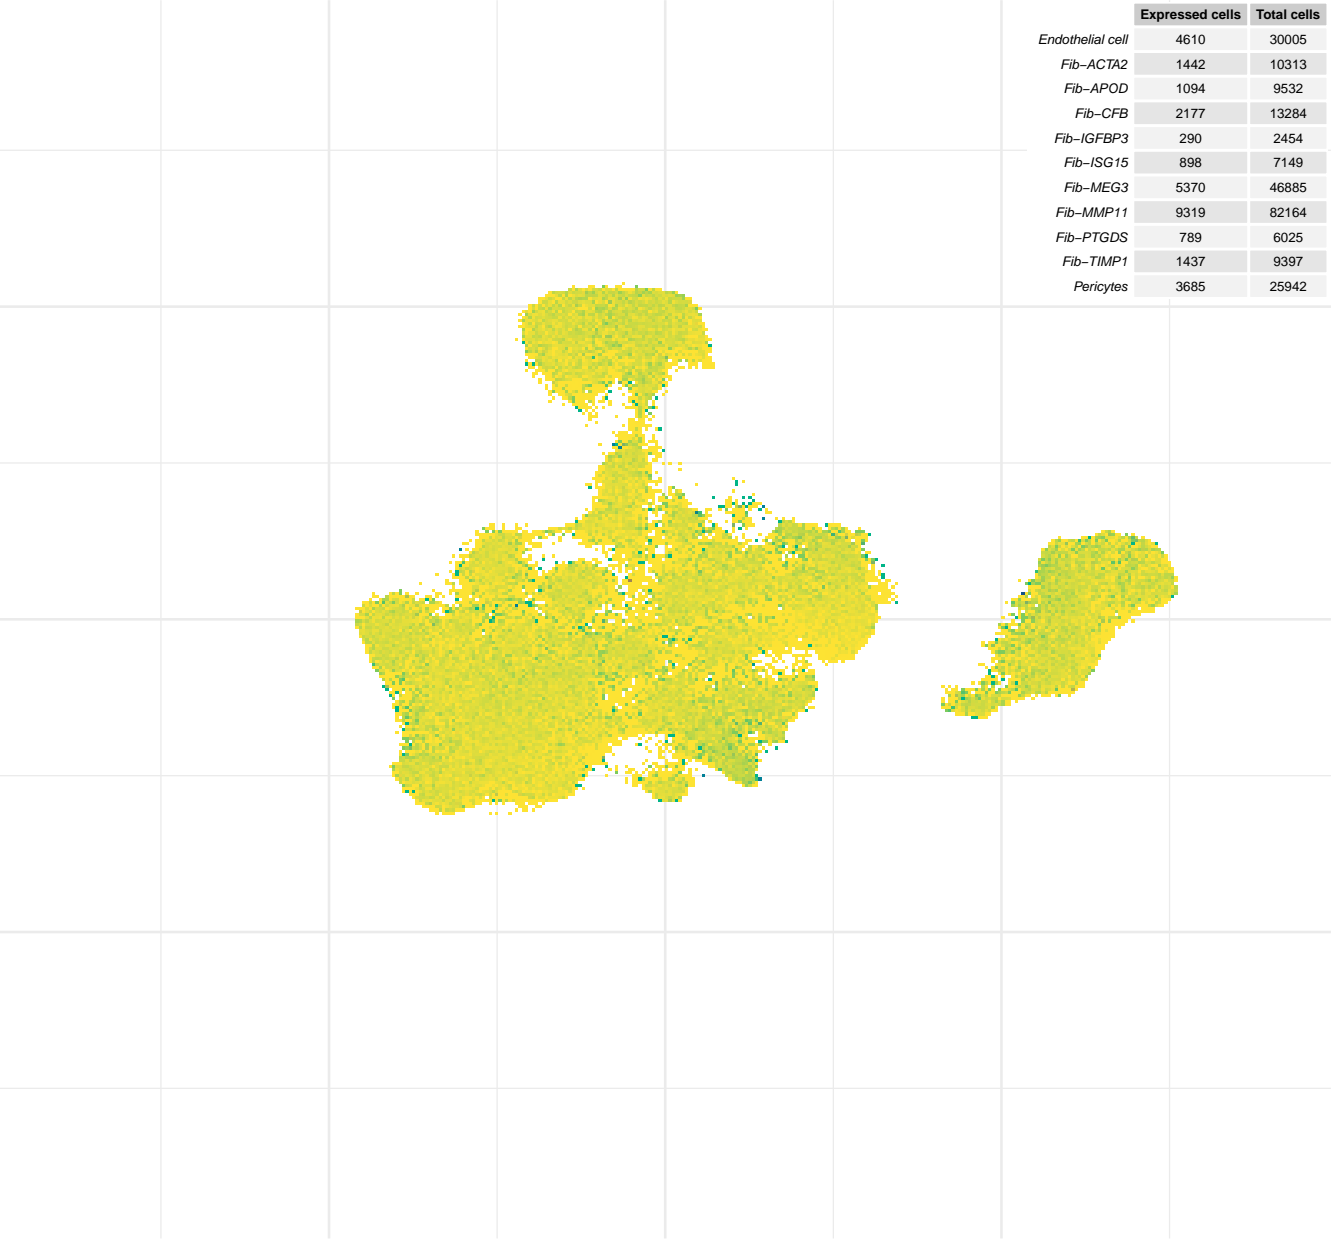 Expressed cells Total cells
Endothelial cell 4610 30005
Fib−ACTA2 1442 10313
Fib−APOD 1094 9532
Fib−CFB 2177 13284
Fib−IGFBP3 290 2454
Fib−ISG15 898 7149
Fib−MEG3 5370 46885
Fib−MMP11 9319 82164
Fib−PTGDS 789 6025
Fib−TIMP1 1437 9397
Pericytes 3685 25942